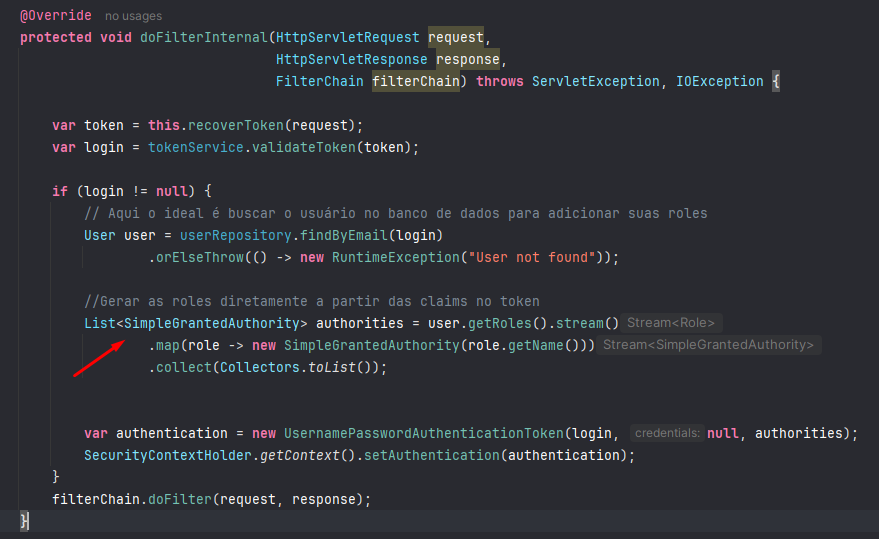 @Override no usages
protected void doFilterInternal(HttpServletRequest request,
HttpServletResponse response,
FilterChain filterChain) throws ServletException, IOException {
var token = this.recoverToken(request);
var login = tokenService.validateToken(token);
if (login != null) {
// Aqui o ideal é buscar o usuário no banco de dados para adicionar suas roles
User user = userRepository.findByEmail(login)
.orElseThrow(() -> new RuntimeException("User not found"));
//Gerar as roles diretamente a partir das claims no token
List<SimpleGrantedAuthority> authorities = user.getRoles().stream() Stream<Role>
.map(role -> new SimpleGrantedAuthority(role.getName())) Stream<SimpleGrantedAuthority>
.collect(Collectors.toList());
var authentication = new UsernamePasswordAuthenticationToken(login, credentials: null, authorities);
SecurityContextHolder.getContext().setAuthentication(authentication);
}
filterChain.doFilter(request, response);
}